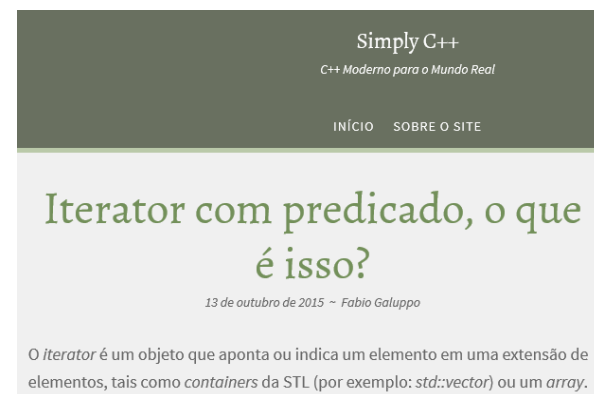 Simply C++
C++ Moderno para o Mundo Real
INÍCIO SOBRE O SITE
Iterator com predicado, o que
é isso?
13 de outubro de 2015 ~ Fabio Galuppo
O iterator é um objeto que aponta ou indica um elemento em uma extensão de
elementos, tais como containers da STL (por exemplo: std::vector) ou um array.